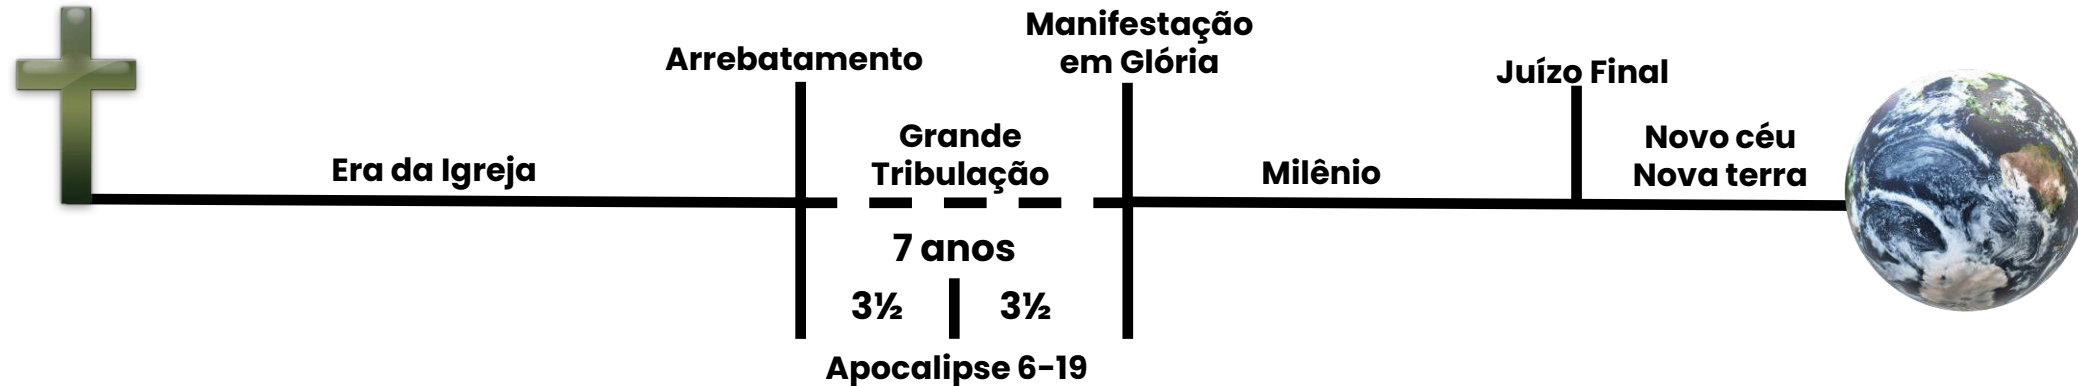 Era da Igreja
Arrebatamento
Grande
Tribulação
7 anos
3½ 3½
Apocalipse 6-19
Manifestação
em Glória
Milênio
Juízo Final
Novo céu
Nova terra